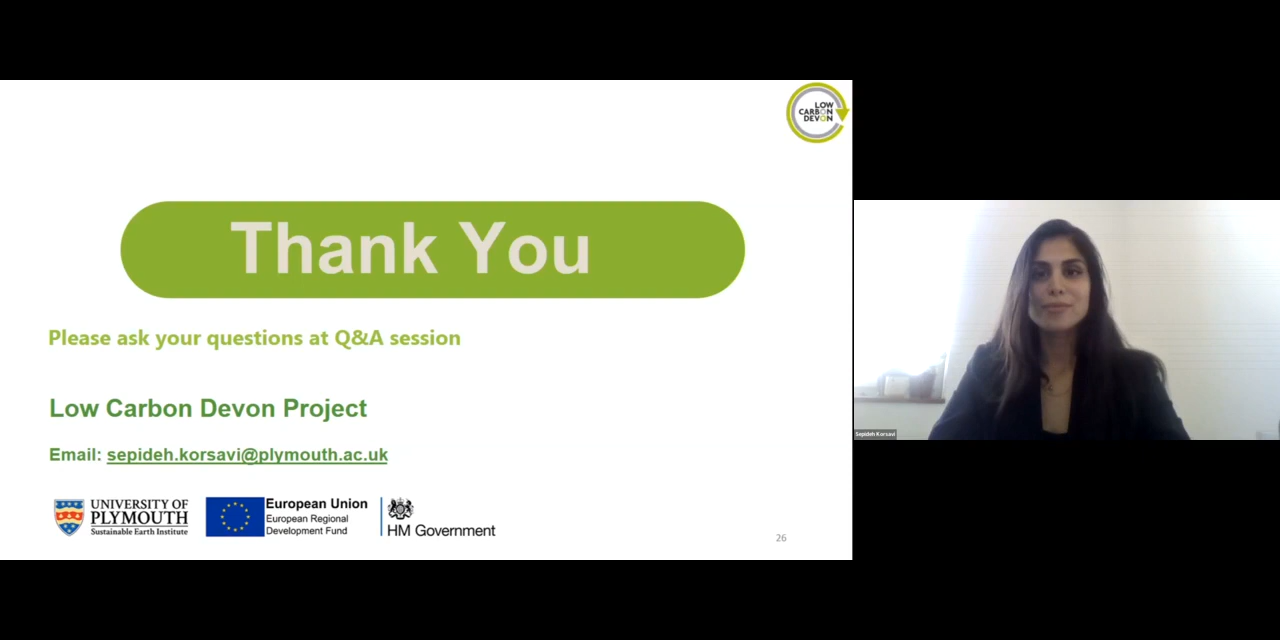 LOW
CARBON
DEVON
Thank You
Please ask your questions at Q&A session
Low Carbon Devon Project
Email: sepideh.korsavi@plymouth.ac.uk
UNIVERSITY OF
PLYMOUTH
Sustainable Earth Institute
European Union
European Regional
Development Fund
HM Government
26
Sepideh Korsavi